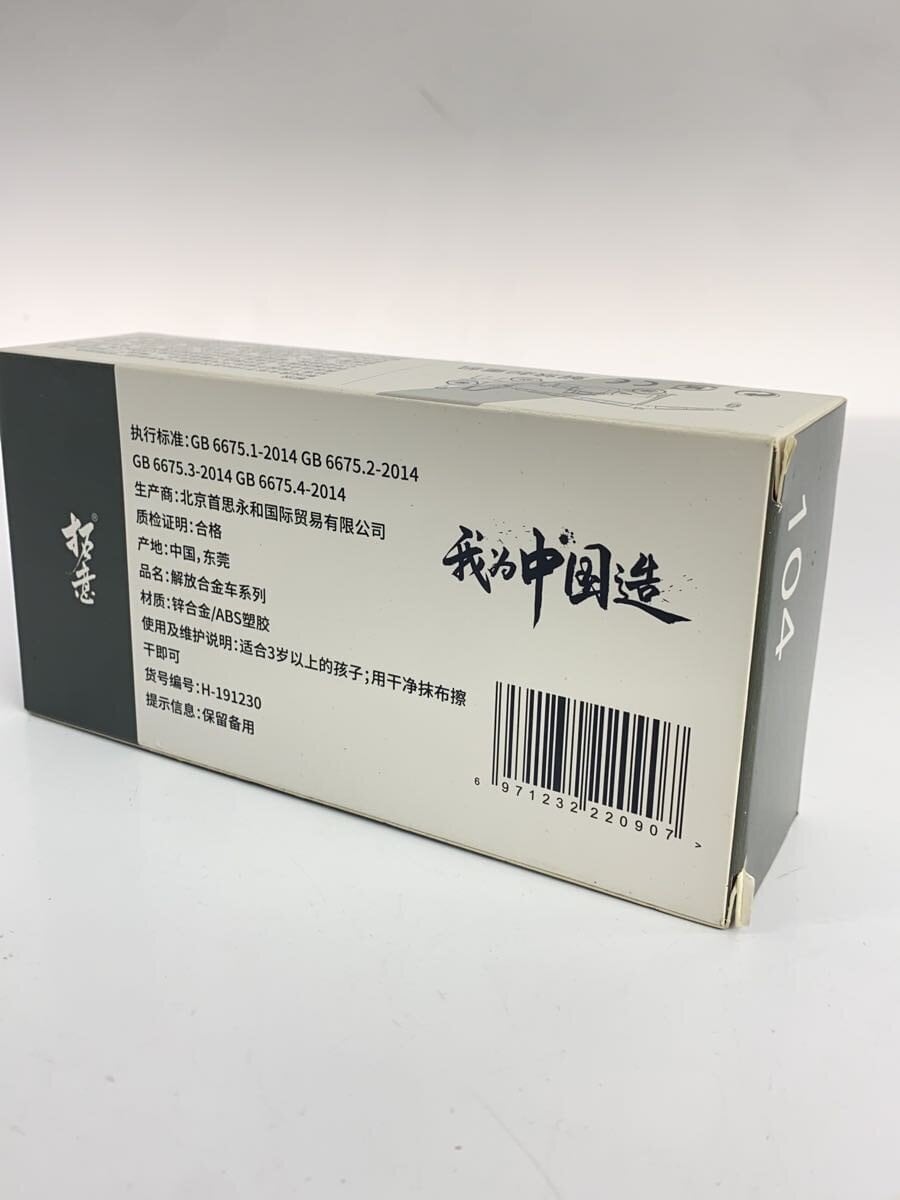 拓意®
执行标准:GB 6675.1-2014 GB 6675.2-2014
GB 6675.3-2014 GB 6675.4-2014
生产商:北京首思永和国际贸易有限公司
质检证明:合格
产地:中国,东莞
品名:解放合金车系列
材质:锌合金/ABS塑胶
使用及维护说明:适合3岁以上的孩子;用干净抹布擦
干即可
货号编号:H-191230
提示信息:保留备用
我为中国造
6 971232 220907 >
104